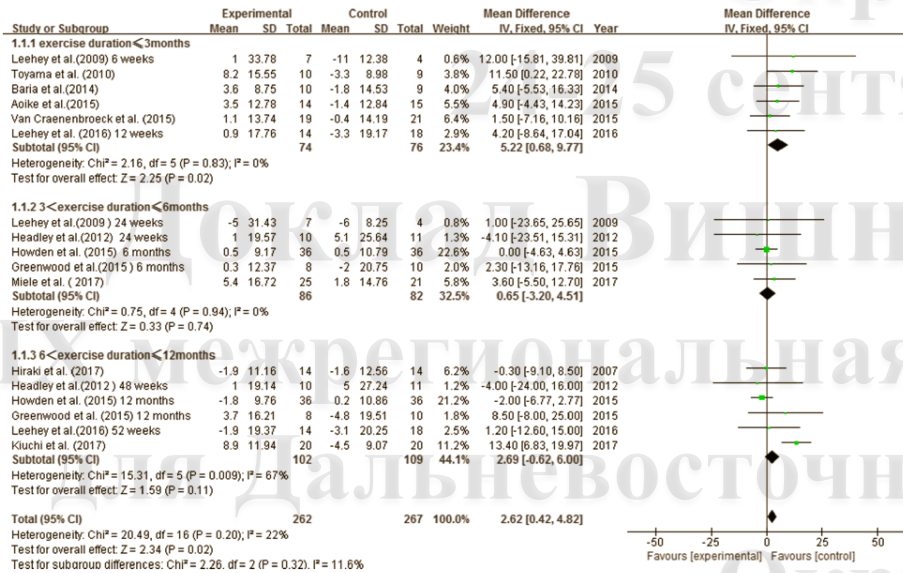 Experimental Control Mean Difference Mean Difference
Study or Subgroup Mean SD Total Mean SD Total Weight IV, Fixed, 95% CI Year IV, Fixed, 95% CI
1.1.1 exercise duration≤3months
Leehey et al.(2009) 6 weeks 1 33.78 7 -11 12.38 4 0.6% 12.00 [-15.81, 39.81] 2009
Toyama et al. (2010) 8.2 15.55 10 -3.3 8.98 9 3.8% 11.50 [0.22, 22.78] 2010
Baria et al.(2014) 3.6 8.75 10 -1.8 14.53 9 4.0% 5.40 [-5.53, 16.33] 2014
Aoike et al.(2015) 3.5 12.78 14 -1.4 12.84 15 5.5% 4.90 [-4.43, 14.23] 2015
Van Craenenbroeck et al. (2015) 1.1 13.74 19 -0.4 14.19 21 6.5% 1.50 [-7.16, 10.16] 2015
Leehey et al. (2016) 12 weeks 0.9 17.76 14 -3.3 19.17 18 2.9% 4.20 [-8.64, 17.04] 2016
Subtotal (95% CI) 74 76 23.4% 5.22 [0.68, 9.77]
Heterogeneity: Chi² = 2.16, df = 5 (P = 0.83); I² = 0%
Test for overall effect: Z = 2.25 (P = 0.02)
1.1.2 3<exercise duration≤6months
Leehey et al.(2009 ) 24 weeks -5 31.43 7 -6 8.25 4 0.8% 1.00 [-23.65, 25.65] 2009
Headley et al.(2012) 24 weeks 1 19.57 10 5.1 25.64 11 1.3% -4.10 [-23.51, 15.31] 2012
Howden et al.(2015) 6 months 0.5 9.17 36 0.5 10.79 36 22.6% 0.00 [-4.63, 4.63] 2015
Greenwood et al.(2015 ) 6 months 0.3 12.37 8 -2 20.75 10 2.0% 2.30 [-13.16, 17.76] 2015
Miele et al. ( 2017) 5.4 16.72 25 1.8 14.76 21 5.8% 3.60 [-5.50, 12.70] 2017
Subtotal (95% CI) 86 82 32.5% 0.65 [-3.20, 4.51]
Heterogeneity: Chi² = 0.75, df = 4 (P = 0.94); I² = 0%
Test for overall effect: Z = 0.33 (P = 0.74)
1.1.3 6<exercise duration≤12months
Hiraki et al. (2017) -1.9 11.16 14 -1.6 12.56 14 6.2% -0.30 [-9.10, 8.50] 2007
Headley et al.(2012 ) 48 weeks 1 19.14 10 5 27.24 11 1.2% -4.00 [-24.00, 16.00] 2012
Howden et al.(2015) 12 months -1.8 9.76 36 0.2 10.86 36 21.2% -2.00 [-6.77, 2.77] 2015
Greenwood et al. (2015) 12 months 3.7 16.21 8 -4.8 19.51 10 1.8% 8.50 [-8.00, 25.00] 2015
Leehey et al.(2016) 52 weeks -1.9 19.37 14 -3.1 20.25 18 2.5% 1.20 [-12.60, 15.00] 2016
Kiuchi et al. (2017) 8.9 11.94 20 -4.5 9.07 20 11.2% 13.40 [6.83, 19.97] 2017
Subtotal (95% CI) 102 109 44.1% 2.69 [-0.62, 6.00]
Heterogeneity: Chi² = 15.31, df = 5 (P = 0.009); I² = 67%
Test for overall effect: Z = 1.59 (P = 0.11)
Total (95% CI) 262 267 100.0% 2.62 [0.42, 4.82]
Heterogeneity: Chi² = 20.49, df = 16 (P = 0.20); I² = 22%
Test for overall effect: Z = 2.34 (P = 0.02)
Test for subgroup differences: Chi² = 2.26, df = 2 (P = 0.32), I² = 11.6%
-50 -25 0 25 50
Favours [experimental] Favours [control]
25 сент
Доклад Вишн
IX межрегиональная
для Дальневосточн